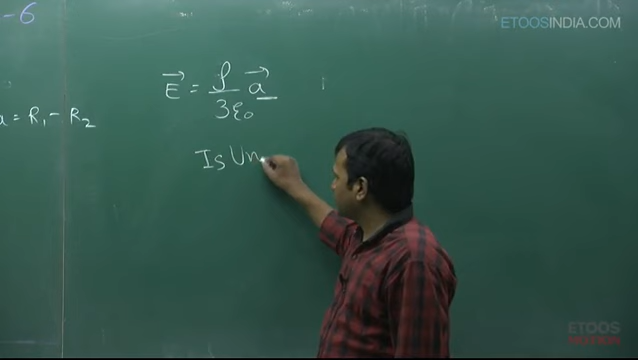 -6
ETOOSINDIA.COM
E⃗ = ρ/3ε₀ a⃗
a = R₁ - R₂
Is Un
ETOOS